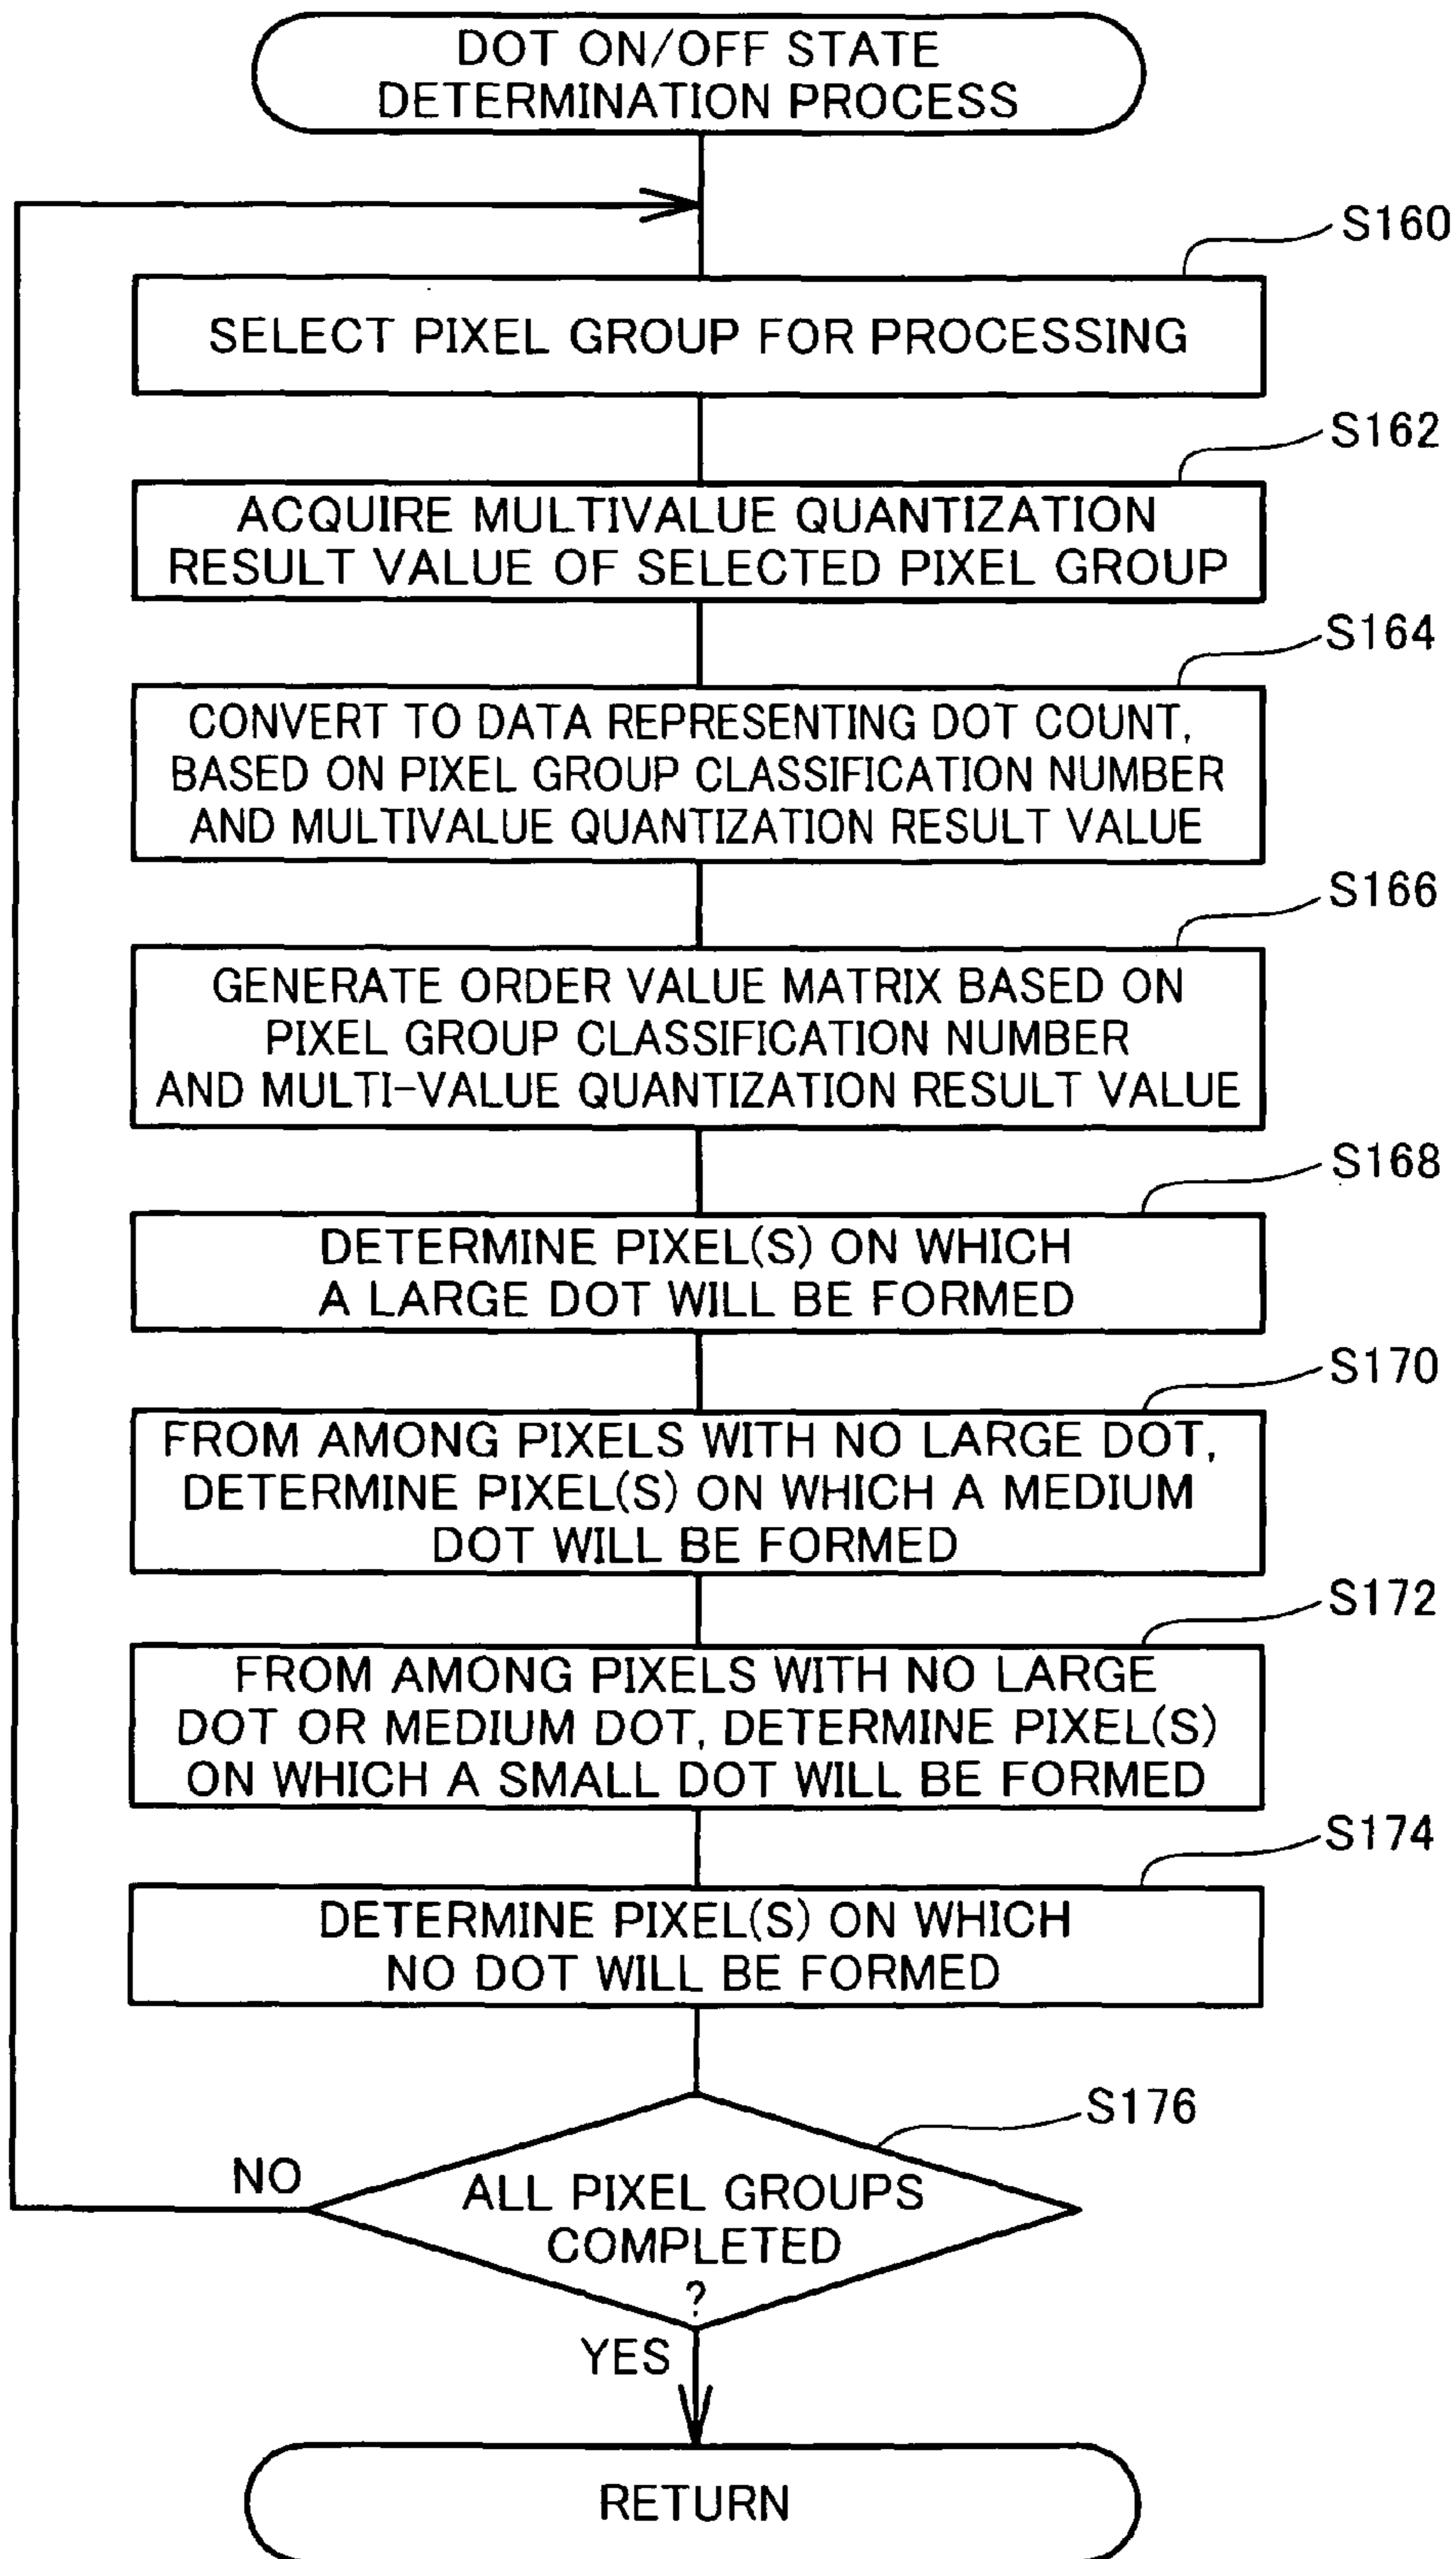 DOT ON/OFF STATE
DETERMINATION PROCESS
S160
SELECT PIXEL GROUP FOR PROCESSING
S162
ACQUIRE MULTIVALUE QUANTIZATION
RESULT VALUE OF SELECTED PIXEL GROUP
S164
CONVERT TO DATA REPRESENTING DOT COUNT,
BASED ON PIXEL GROUP CLASSIFICATION NUMBER
AND MULTIVALUE QUANTIZATION RESULT VALUE
S166
GENERATE ORDER VALUE MATRIX BASED ON
PIXEL GROUP CLASSIFICATION NUMBER
AND MULTI-VALUE QUANTIZATION RESULT VALUE
S168
DETERMINE PIXEL(S) ON WHICH
A LARGE DOT WILL BE FORMED
S170
FROM AMONG PIXELS WITH NO LARGE DOT,
DETERMINE PIXEL(S) ON WHICH A MEDIUM
DOT WILL BE FORMED
S172
FROM AMONG PIXELS WITH NO LARGE
DOT OR MEDIUM DOT, DETERMINE PIXEL(S)
ON WHICH A SMALL DOT WILL BE FORMED
S174
DETERMINE PIXEL(S) ON WHICH
NO DOT WILL BE FORMED
S176
NO
ALL PIXEL GROUPS
COMPLETED
?
YES
RETURN